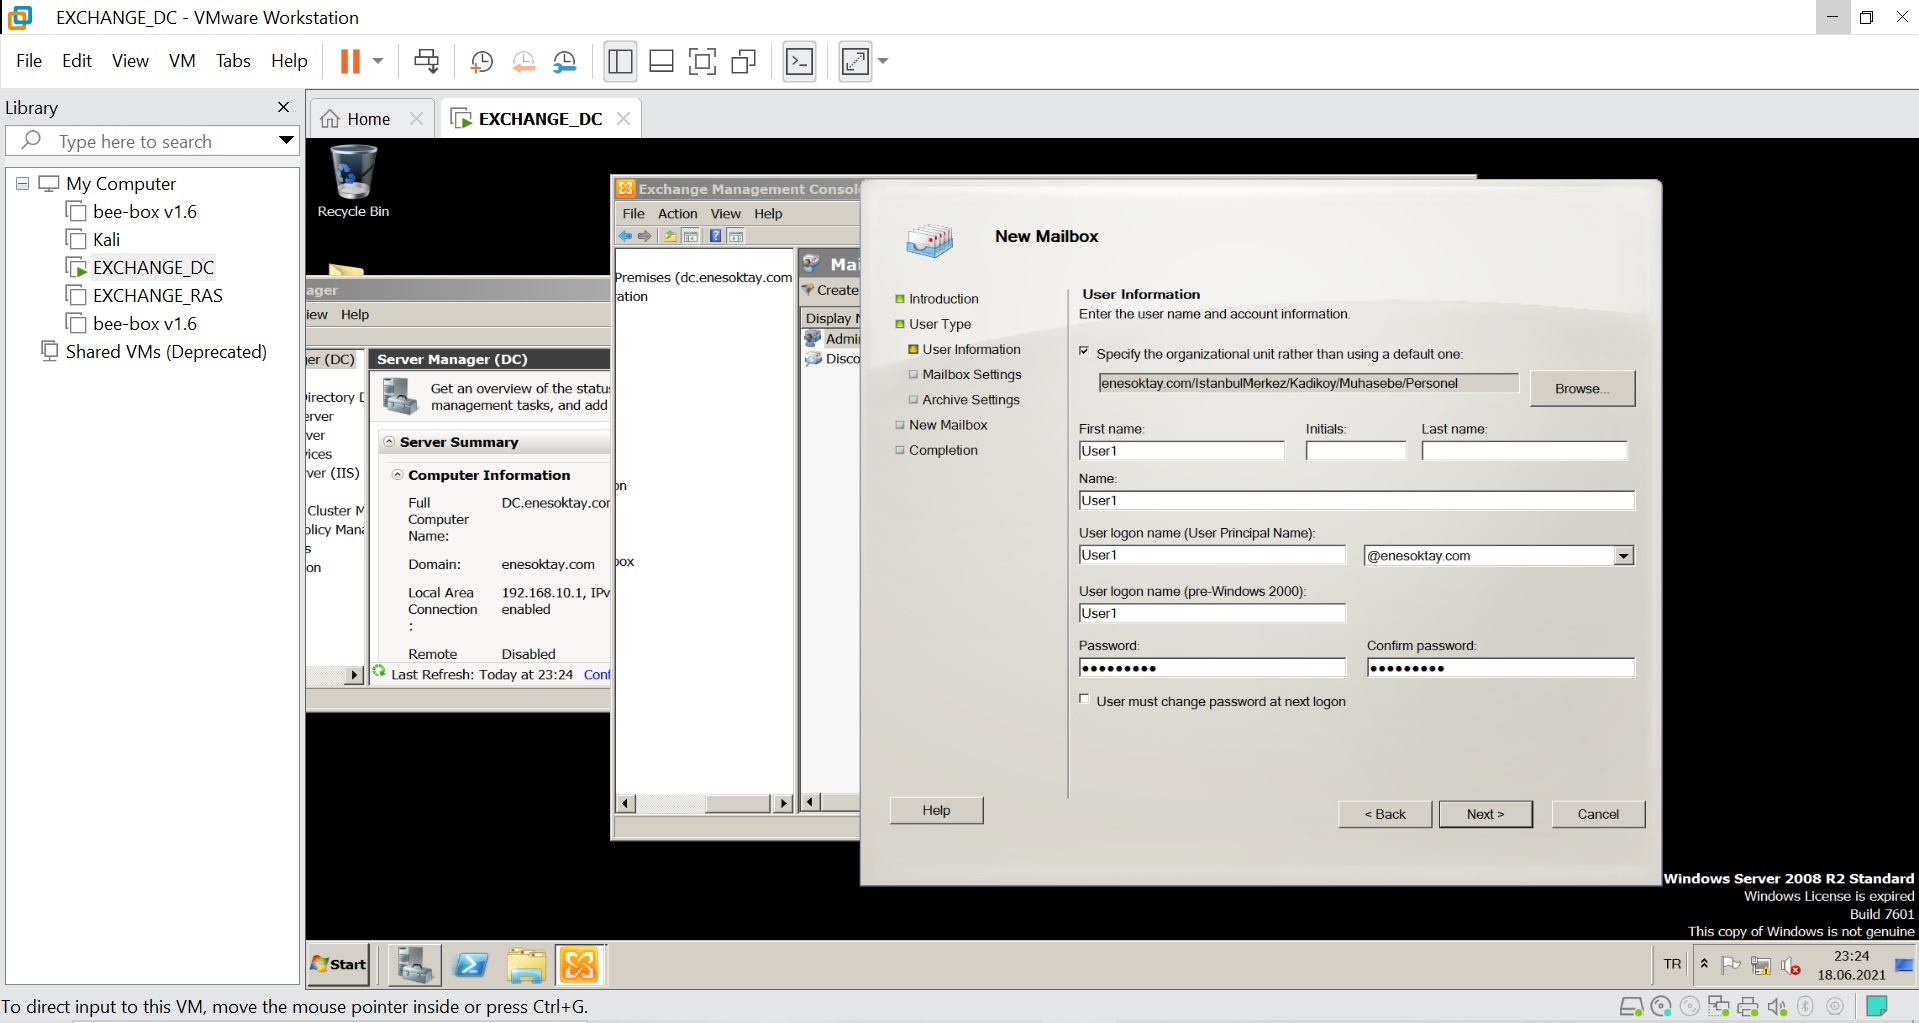 EXCHANGE_DC - VMware Workstation
File Edit View VM Tabs Help
Library
Type here to search
My Computer
bee-box v1.6
Kali
EXCHANGE_DC
EXCHANGE_RAS
bee-box v1.6
Shared VMs (Deprecated)
Home
EXCHANGE_DC
Recycle Bin
ager
iew Help
er (DC)
irectory D
erver
ver
ices
ver (IIS)
Cluster M
olicy Mana
s
on
Server Manager (DC)
Get an overview of the statu
management tasks, and add
Server Summary
Computer Information
Full Computer Name:
DC.enesoktay.cor
Domain:
enesoktay.com
Local Area Connection :
192.168.10.1, IPv
enabled
Remote
Disabled
Last Refresh: Today at 23:24 Conf
Exchange Management Consol
File Action View Help
Premises (dc.enesoktay.com
ration
on
box
Mai
Create
Display N
Admi
Disco
New Mailbox
Introduction
User Type
User Information
Mailbox Settings
Archive Settings
New Mailbox
Completion
User Information
Enter the user name and account information.
Specify the organizational unit rather than using a default one:
enesoktay.com/IstanbulMerkez/Kadikoy/Muhasebe/Personel
Browse...
First name:
Initials:
Last name:
User1
Name:
User1
User logon name (User Principal Name):
User1
@enesoktay.com
User logon name (pre-Windows 2000):
User1
Password:
Confirm password:
•••••••••
•••••••••
User must change password at next logon
Help
< Back
Next >
Cancel
Windows Server 2008 R2 Standard
Windows License is expired
Build 7601
This copy of Windows is not genuine
Start
TR
23:24
18.06.2021
To direct input to this VM, move the mouse pointer inside or press Ctrl+G.